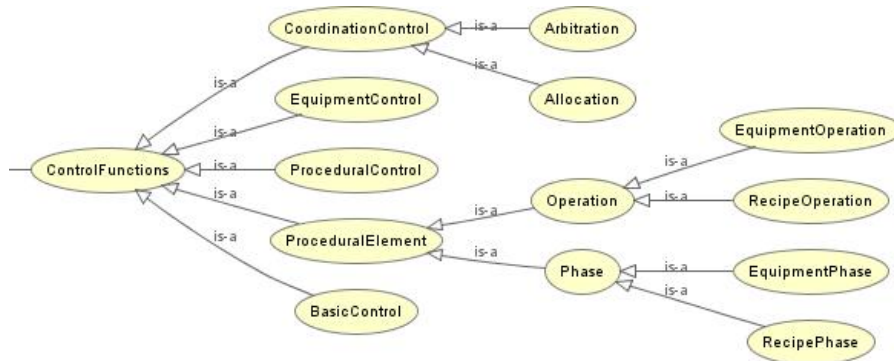 CoordinationControl
is-a
Arbitration
is-a
is-a
EquipmentControl
Allocation
is-a
EquipmentOperation
is-a
ControlFunctions
is-a
ProceduralControl
is-a
Operation
is-a
RecipeOperation
is-a
ProceduralElement
is-a
is-a
Phase
is-a
EquipmentPhase
is-a
BasicControl
RecipePhase